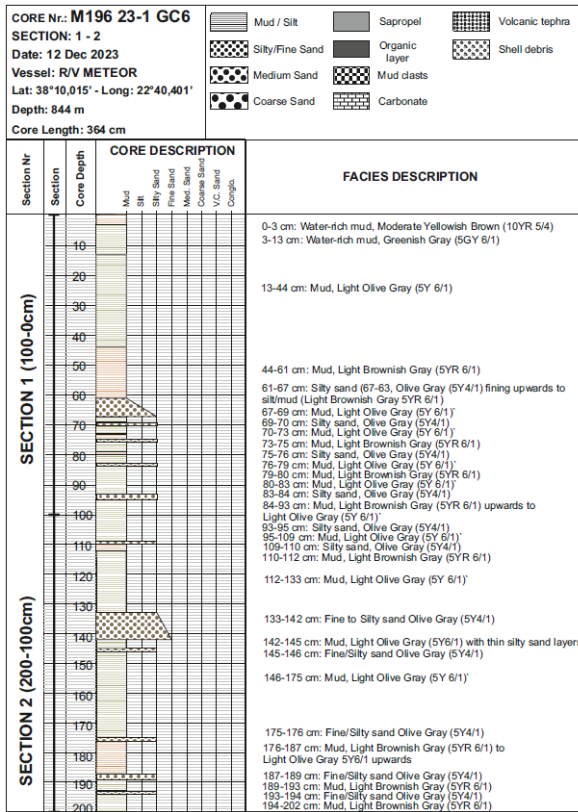 CORE Nr.: M196 23-1 GC6
SECTION: 1 - 2
Date: 12 Dec 2023
Vessel: R/V METEOR
Lat: 38°10,015' - Long: 22°40,401'
Depth: 844 m
Core Length: 364 cm
Mud / Silt
Silty/Fine Sand
Medium Sand
Coarse Sand
Sapropel
Organic
layer
Mud clasts
Carbonate
Volcanic tephra
Shell debris
Section Nr
Section
Core Depth
CORE DESCRIPTION
Mud
Silt
Silty Sand
Fine Sand
Med. Sand
Coarse Sand
V.C. Sand
Conglo.
FACIES DESCRIPTION
SECTION 1 (100-0cm)
SECTION 2 (200-100cm)
10
20
30
40
50
60
70
80
90
100
110
120
130
140
150
160
170
180
190
200
0-3 cm: Water-rich mud, Moderate Yellowish Brown (10YR 5/4)
3-13 cm: Water-rich mud, Greenish Gray (5GY 6/1)
13-44 cm: Mud, Light Olive Gray (5Y 6/1)
44-61 cm: Mud, Light Brownish Gray (5YR 6/1)
61-67 cm: Silty sand (67-63, Olive Gray (5Y4/1) fining upwards to
silt/mud (Light Brownish Gray 5YR 6/1)
67-69 cm: Mud, Light Olive Gray (5Y 6/1)`
69-70 cm: Silty sand, Olive Gray (5Y4/1)
70-73 cm: Mud, Light Olive Gray (5Y 6/1)`
73-75 cm: Mud, Light Brownish Gray (5YR 6/1)
75-76 cm: Silty sand, Olive Gray (5Y4/1)
76-79 cm: Mud, Light Olive Gray (5Y 6/1)`
79-80 cm: Mud, Light Brownish Gray (5YR 6/1)
80-83 cm: Mud, Light Olive Gray (5Y 6/1)`
83-84 cm: Silty sand, Olive Gray (5Y4/1)
84-93 cm: Mud, Light Brownish Gray (5YR 6/1) upwards to
Light Olive Gray (5Y 6/1)`
93-95 cm: Silty sand, Olive Gray (5Y4/1)
95-109 cm: Mud, Light Olive Gray (5Y 6/1)`
109-110 cm: Silty sand, Olive Gray (5Y4/1)
110-112 cm: Mud, Light Brownish Gray (5YR 6/1)
112-133 cm: Mud, Light Olive Gray (5Y 6/1)`
133-142 cm: Fine to Silty sand Olive Gray (5Y4/1)
142-145 cm: Mud, Light Olive Gray (5Y6/1) with thin silty sand layers
145-146 cm: Fine/Silty sand Olive Gray (5Y4/1)
146-175 cm: Mud, Light Olive Gray (5Y 6/1)`
175-176 cm: Fine/Silty sand Olive Gray (5Y4/1)
176-187 cm: Mud, Light Brownish Gray (5YR 6/1) to
Light Olive Gray 5Y6/1 upwards
187-189 cm: Fine/Silty sand Olive Gray (5Y4/1)
189-193 cm: Mud, Light Brownish Gray (5YR 6/1)
193-194 cm: Fine/Silty sand Olive Gray (5Y4/1)
194-202 cm: Mud, Light Brownish Gray (5YR 6/1)